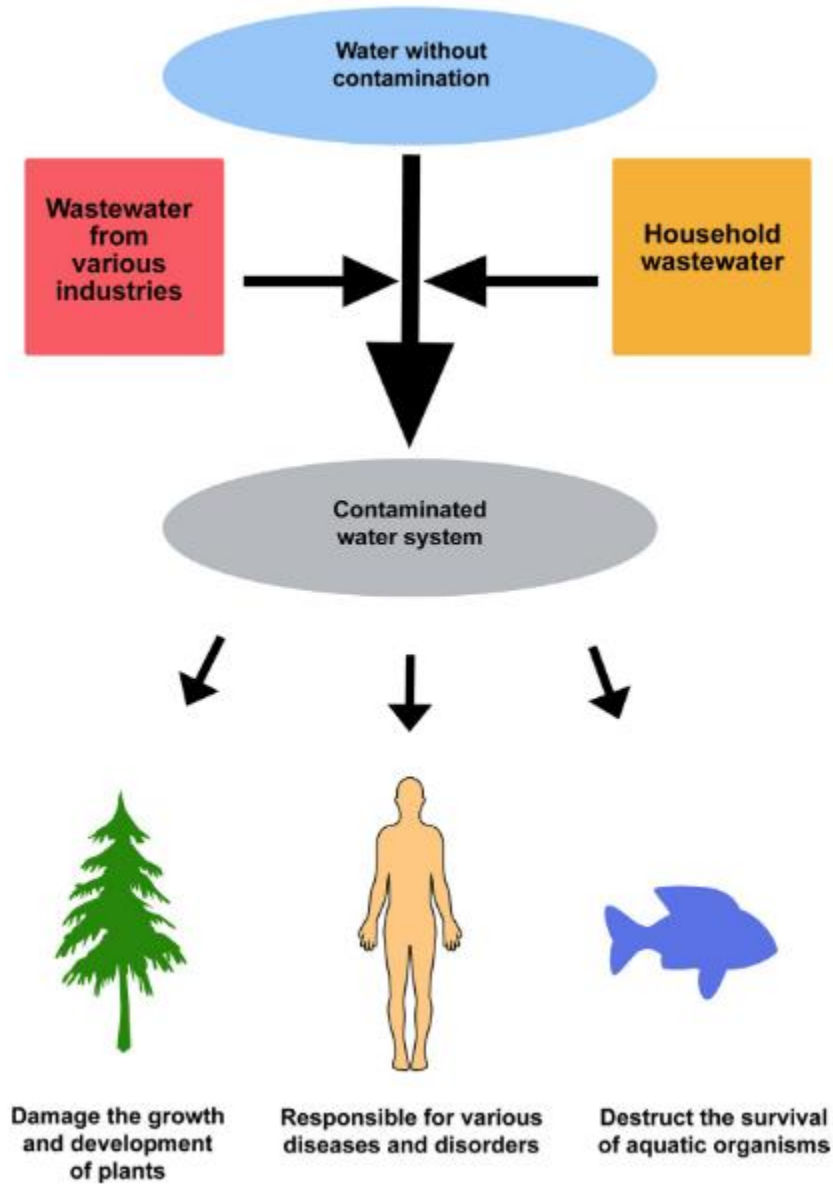 Water without
contamination
Wastewater
from
various
industries
Household
wastewater
Contaminated
water system
Damage the growth
and development
of plants
Responsible for various
diseases and disorders
Destruct the survival
of aquatic organisms